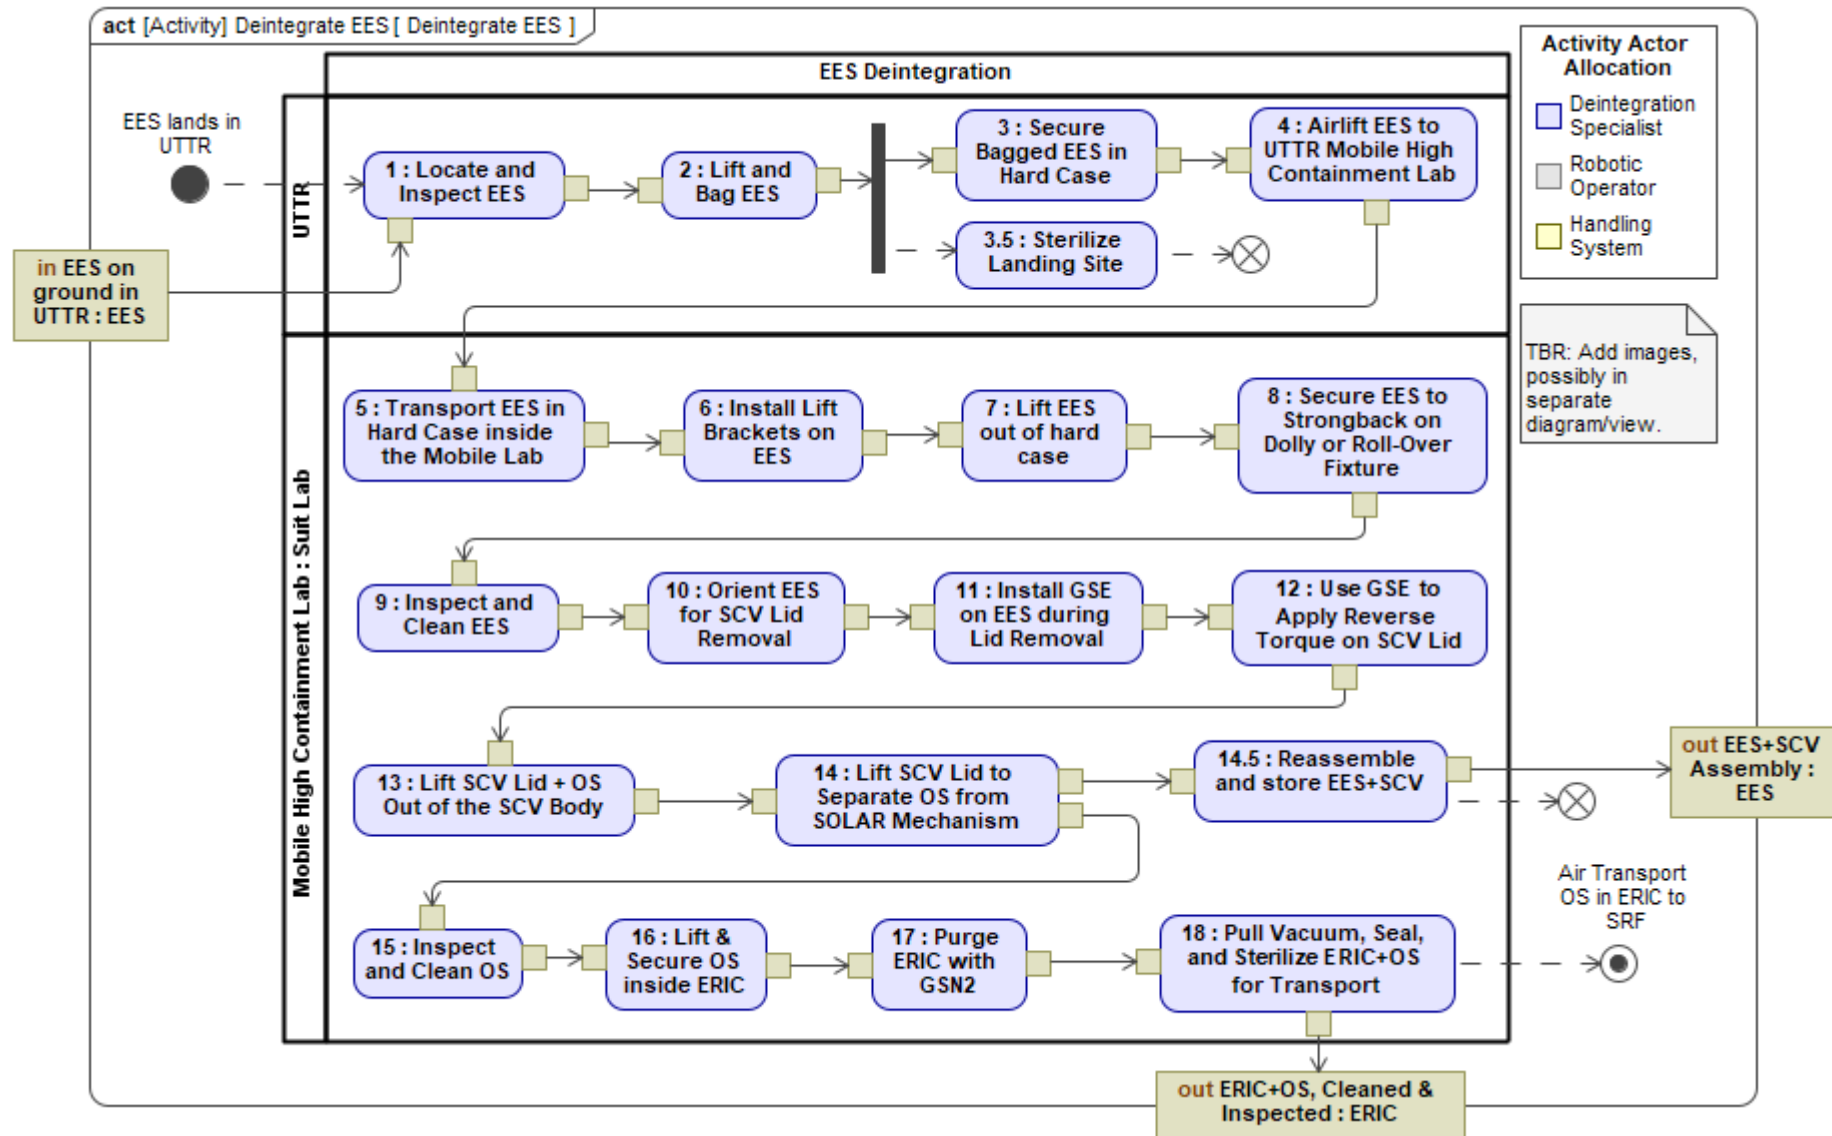 act [Activity] Deintegrate EES [ Deintegrate EES ]
EES Deintegration
Activity Actor
Allocation
Deintegration
Specialist
Robotic
Operator
Handling
System
TBR: Add images,
possibly in
separate
diagram/view.
UTTR
EES lands in
UTTR
in EES on
ground in
UTTR : EES
1 : Locate and
Inspect EES
2 : Lift and
Bag EES
3 : Secure
Bagged EES in
Hard Case
4 : Airlift EES to
UTTR Mobile High
Containment Lab
3.5 : Sterilize
Landing Site
Mobile High Containment Lab : Suit Lab
5 : Transport EES in
Hard Case inside
the Mobile Lab
6 : Install Lift
Brackets on
EES
7 : Lift EES
out of hard
case
8 : Secure EES to
Strongback on
Dolly or Roll-Over
Fixture
9 : Inspect and
Clean EES
10 : Orient EES
for SCV Lid
Removal
11 : Install GSE
on EES during
Lid Removal
12 : Use GSE to
Apply Reverse
Torque on SCV Lid
13 : Lift SCV Lid + OS
Out of the SCV Body
14 : Lift SCV Lid to
Separate OS from
SOLAR Mechanism
14.5 : Reassemble
and store EES+SCV
out EES+SCV
Assembly :
EES
15 : Inspect
and Clean OS
16 : Lift &
Secure OS
inside ERIC
17 : Purge
ERIC with
GSN2
18 : Pull Vacuum, Seal,
and Sterilize ERIC+OS
for Transport
Air Transport
OS in ERIC to
SRF
out ERIC+OS, Cleaned &
Inspected : ERIC